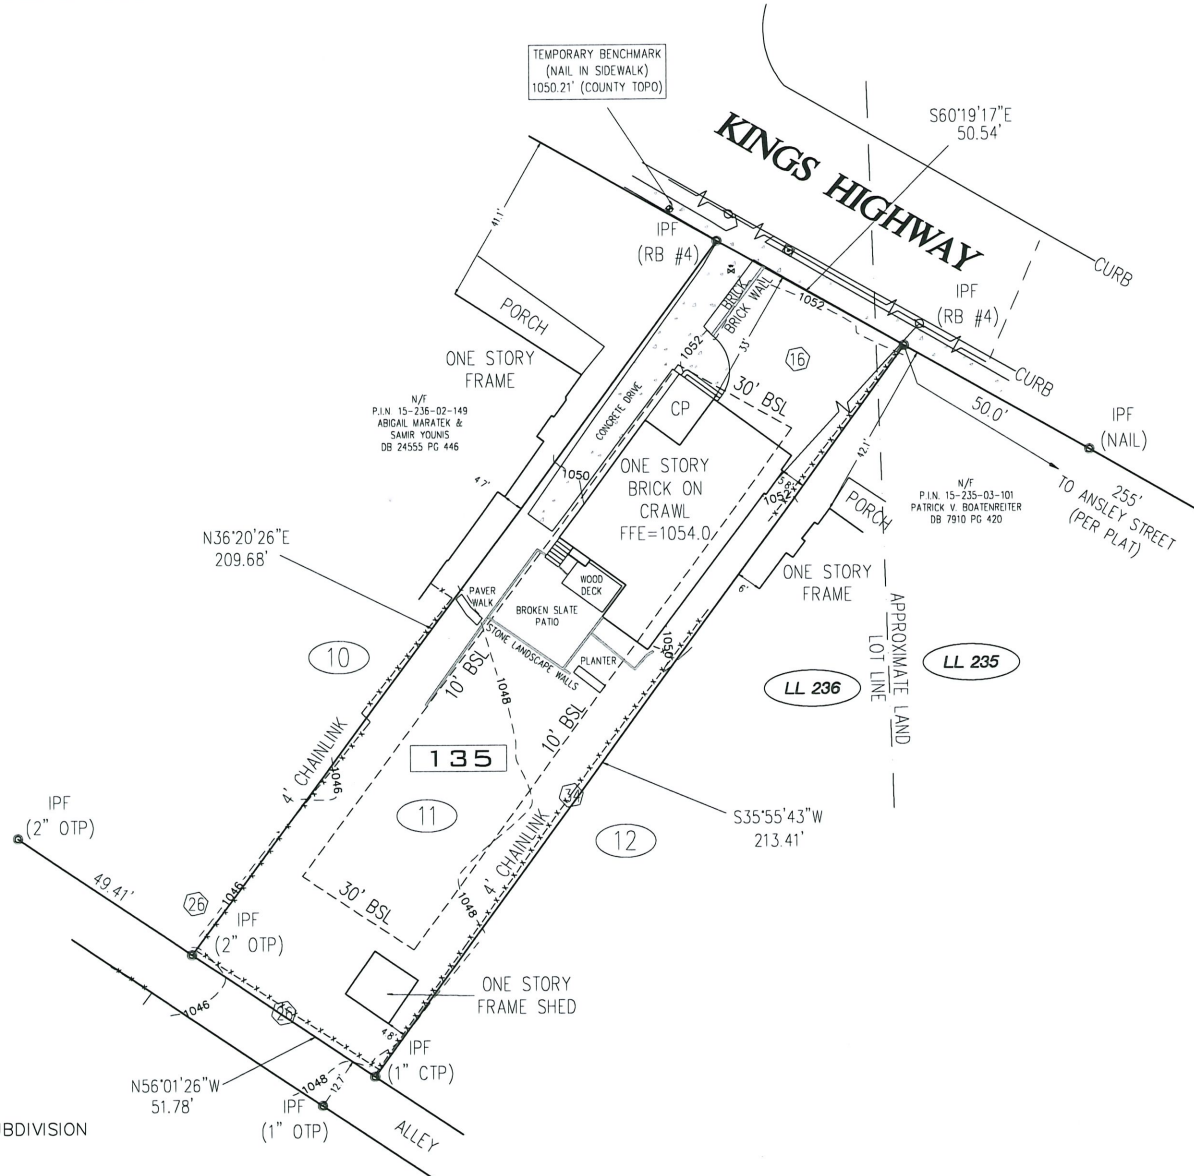 TEMPORARY BENCHMARK
(NAIL IN SIDEWALK)
1050.21' (COUNTY TOPO)
S60°19'17"E
50.54'
KINGS HIGHWAY
CURB
IPF
(RB #4)
IPF
(RB #4)
CURB
41.1'
PORCH
ONE STORY
FRAME
N/F
P.I.N. 15-236-02-149
ABIGAIL MARATEK &
SAMIR YOUNIS
DB 24555 PG 446
BRICK
BRICK WALL
1052
1052
33'
16
30' BSL
CP
CONCRETE DRIVE
50.0'
IPF
(NAIL)
255'
TO ANSLEY STREET
(PER PLAT)
42.1'
1050
ONE STORY
BRICK ON
CRAWL
FFE=1054.0
5.8'
1052
PORCH
N/F
P.I.N. 15-235-03-101
PATRICK V. BOATENREITER
DB 7910 PG 420
4.7'
N36°20'26"E
209.68'
ONE STORY
FRAME
6'
WOOD
DECK
PAVER
WALK
BROKEN SLATE
PATIO
STONE LANDSCAPE WALLS
PLANTER
1050
APPROXIMATE LAND
LOT LINE
LL 235
LL 236
10
10' BSL
1048
10' BSL
135
4' CHAINLINK
1046
11
34
12
S35°55'43"W
213.41'
IPF
(2" OTP)
49.41'
4' CHAINLINK
30' BSL
1048
1046
26
IPF
(2" OTP)
ONE STORY
FRAME SHED
1046
4.8'
IPF
(1" CTP)
N56°01'26"W
51.78'
1048
12.1'
IPF
(1" OTP)
ALLEY
BDIVISION